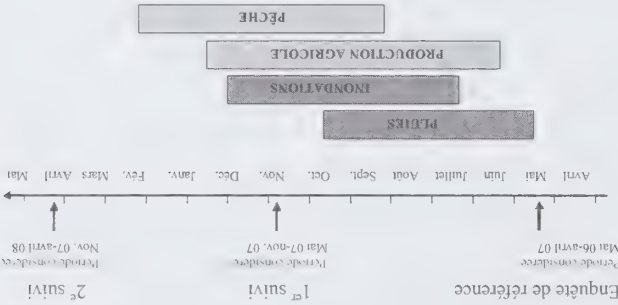 Enquête de référence 1er suivi 2e suivi
Période considérée Période considérée Période considérée
Mai 06-avril 07 Mai 07-nov. 07 Nov. 07-avril 08
Avril Mai Juin Juillet Août Sept. Oct. Nov. Déc. Janv. Fév. Mars Avril Mai
PLUIES
INONDATIONS
PRODUCTION AGRICOLE
PÊCHE